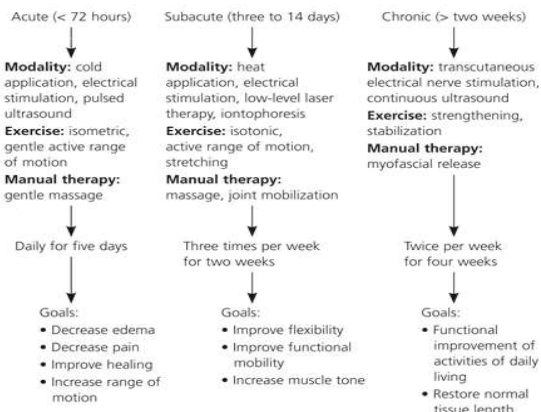 Acute (< 72 hours)
Modality: cold
application, electrical
stimulation, pulsed
ultrasound
Exercise: isometric,
gentle active range
of motion
Manual therapy:
gentle massage
Daily for five days
Goals:
• Decrease edema
• Decrease pain
• Improve healing
• Increase range of
motion
Subacute (three to 14 days)
Modality: heat
application, electrical
stimulation, low-level laser
therapy, iontophoresis
Exercise: isotonic,
active range of motion,
stretching
Manual therapy:
massage, joint mobilization
Three times per week
for two weeks
Goals:
• Improve flexibility
• Improve functional
mobility
• Increase muscle tone
Chronic (> two weeks)
Modality: transcutaneous
electrical nerve stimulation,
continuous ultrasound
Exercise: strengthening,
stabilization
Manual therapy:
myofascial release
Twice per week
for four weeks
Goals:
• Functional
improvement of
activities of daily
living
• Restore normal
tissue length